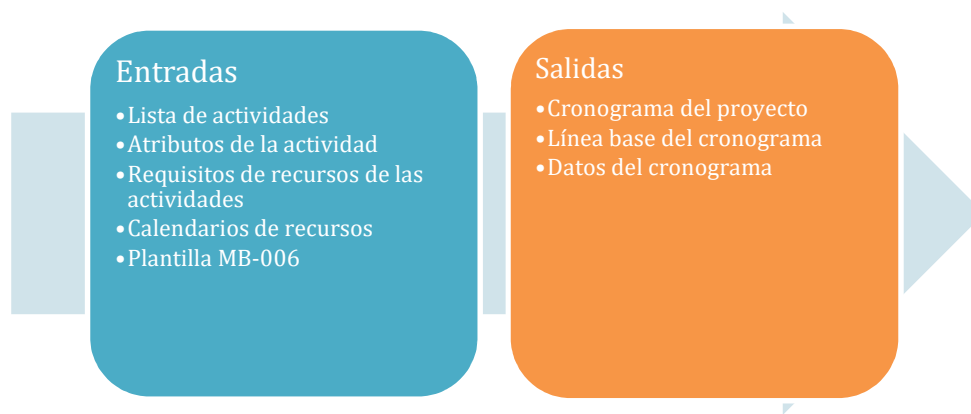 Entradas
•Lista de actividades
•Atributos de la actividad
•Requisitos de recursos de las
actividades
•Calendarios de recursos
•Plantilla MB-006
Salidas
•Cronograma del proyecto
•Línea base del cronograma
•Datos del cronograma